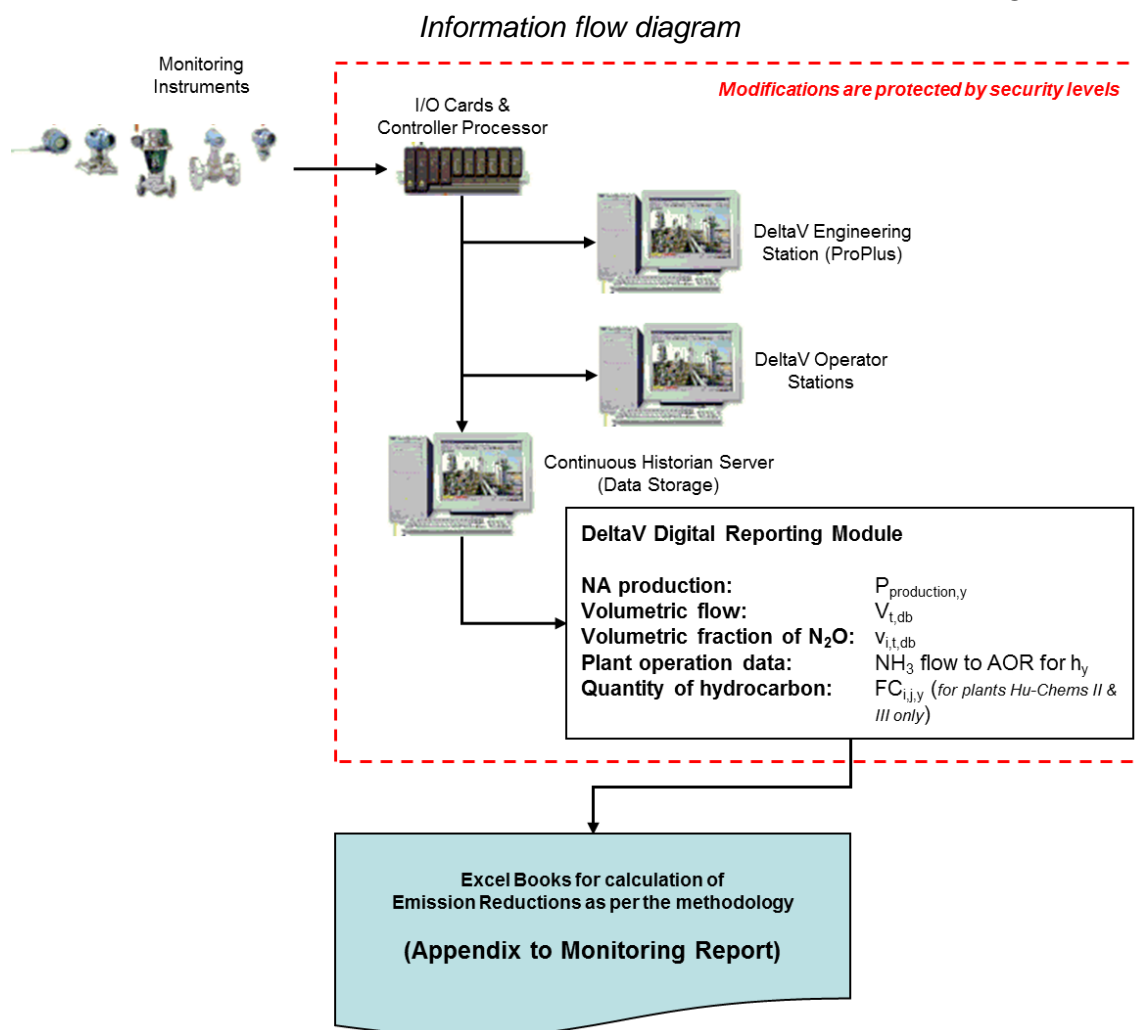 Information flow diagram
Monitoring
Instruments
Modifications are protected by security levels
I/O Cards &
Controller Processor
DeltaV Engineering
Station (ProPlus)
DeltaV Operator
Stations
Continuous Historian Server
(Data Storage)
DeltaV Digital Reporting Module
NA production: Pproduction,y
Volumetric flow: Vt,db
Volumetric fraction of N2O: vi,t,db
Plant operation data: NH3 flow to AOR for hy
Quantity of hydrocarbon: FCi,j,y (for plants Hu-Chems II &
III only)
Excel Books for calculation of
Emission Reductions as per the methodology
(Appendix to Monitoring Report)